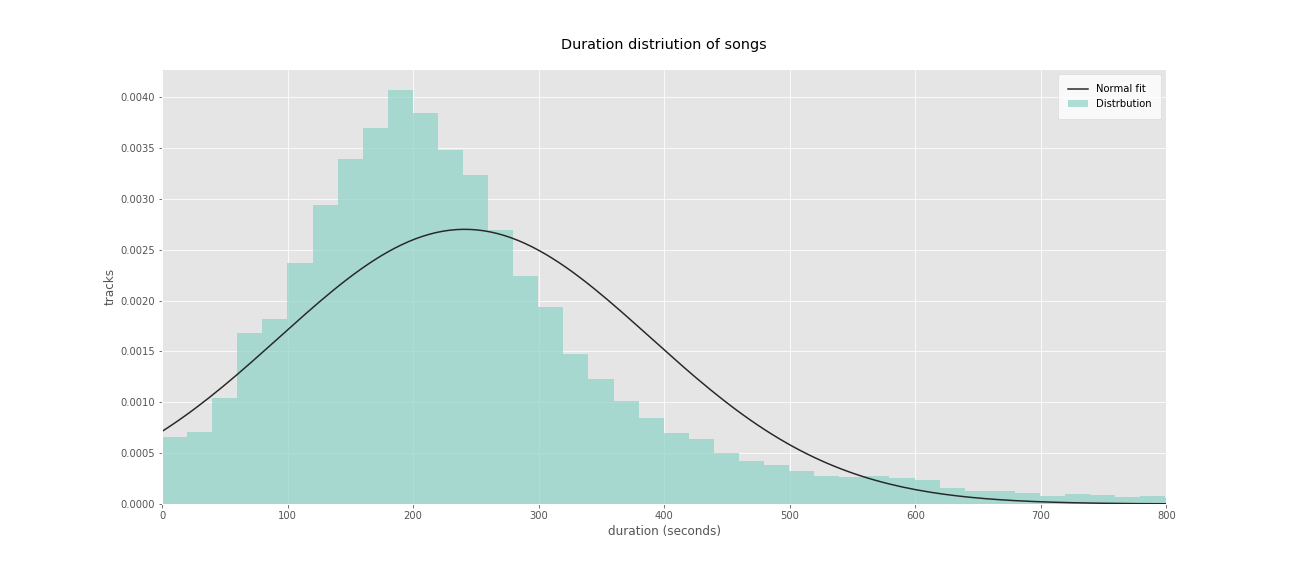 Duration distriution of songs
Normal fit
Distrbution
0.0040
0.0035
0.0030
0.0025
0.0020
0.0015
0.0010
0.0005
0.0000
tracks
0 100 200 300 400 500 600 700 800
duration (seconds)